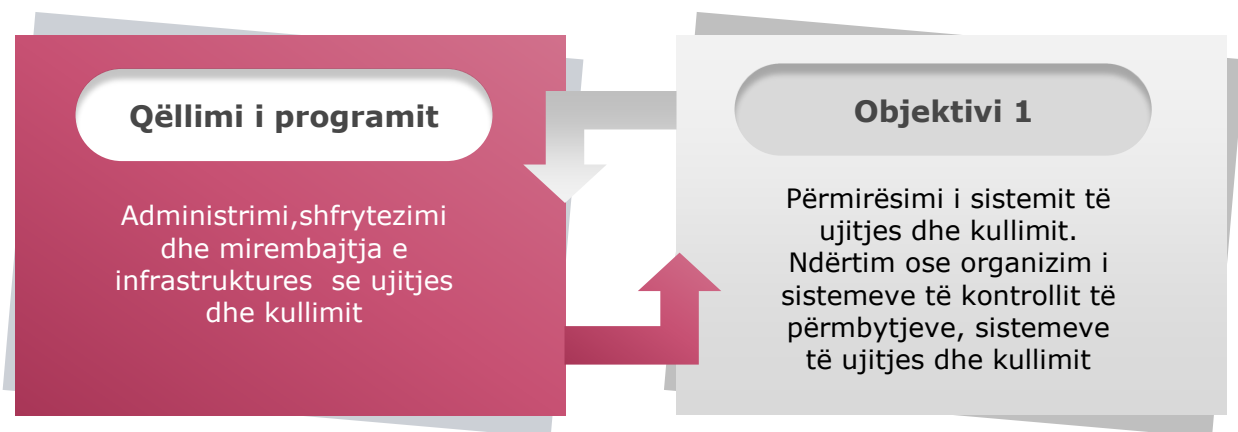 Qëllimi i programit
Administrimi,shfrytezimi
dhe mirembajtja e
infrastruktures se ujitjes
dhe kullimit
Objektivi 1
Përmirësimi i sistemit të
ujitjes dhe kullimit.
Ndërtim ose organizim i
sistemeve të kontrollit të
përmbytjeve, sistemeve
të ujitjes dhe kullimit